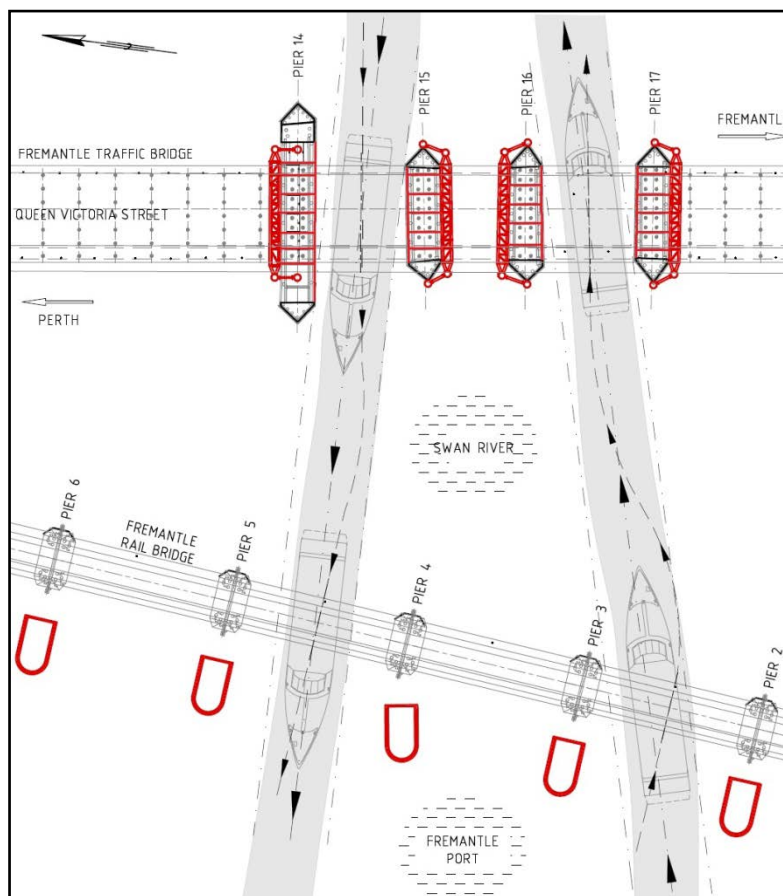 PIER 14
PIER 15
PIER 16
PIER 17
FREMANTL
FREMANTLE TRAFFIC BRIDGE
QUEEN VICTORIA STREET
PERTH
SWAN RIVER
PIER 6
FREMANTLE
RAIL BRIDGE
PIER 5
PIER 4
PIER 3
PIER 2
FREMANTLE
PORT